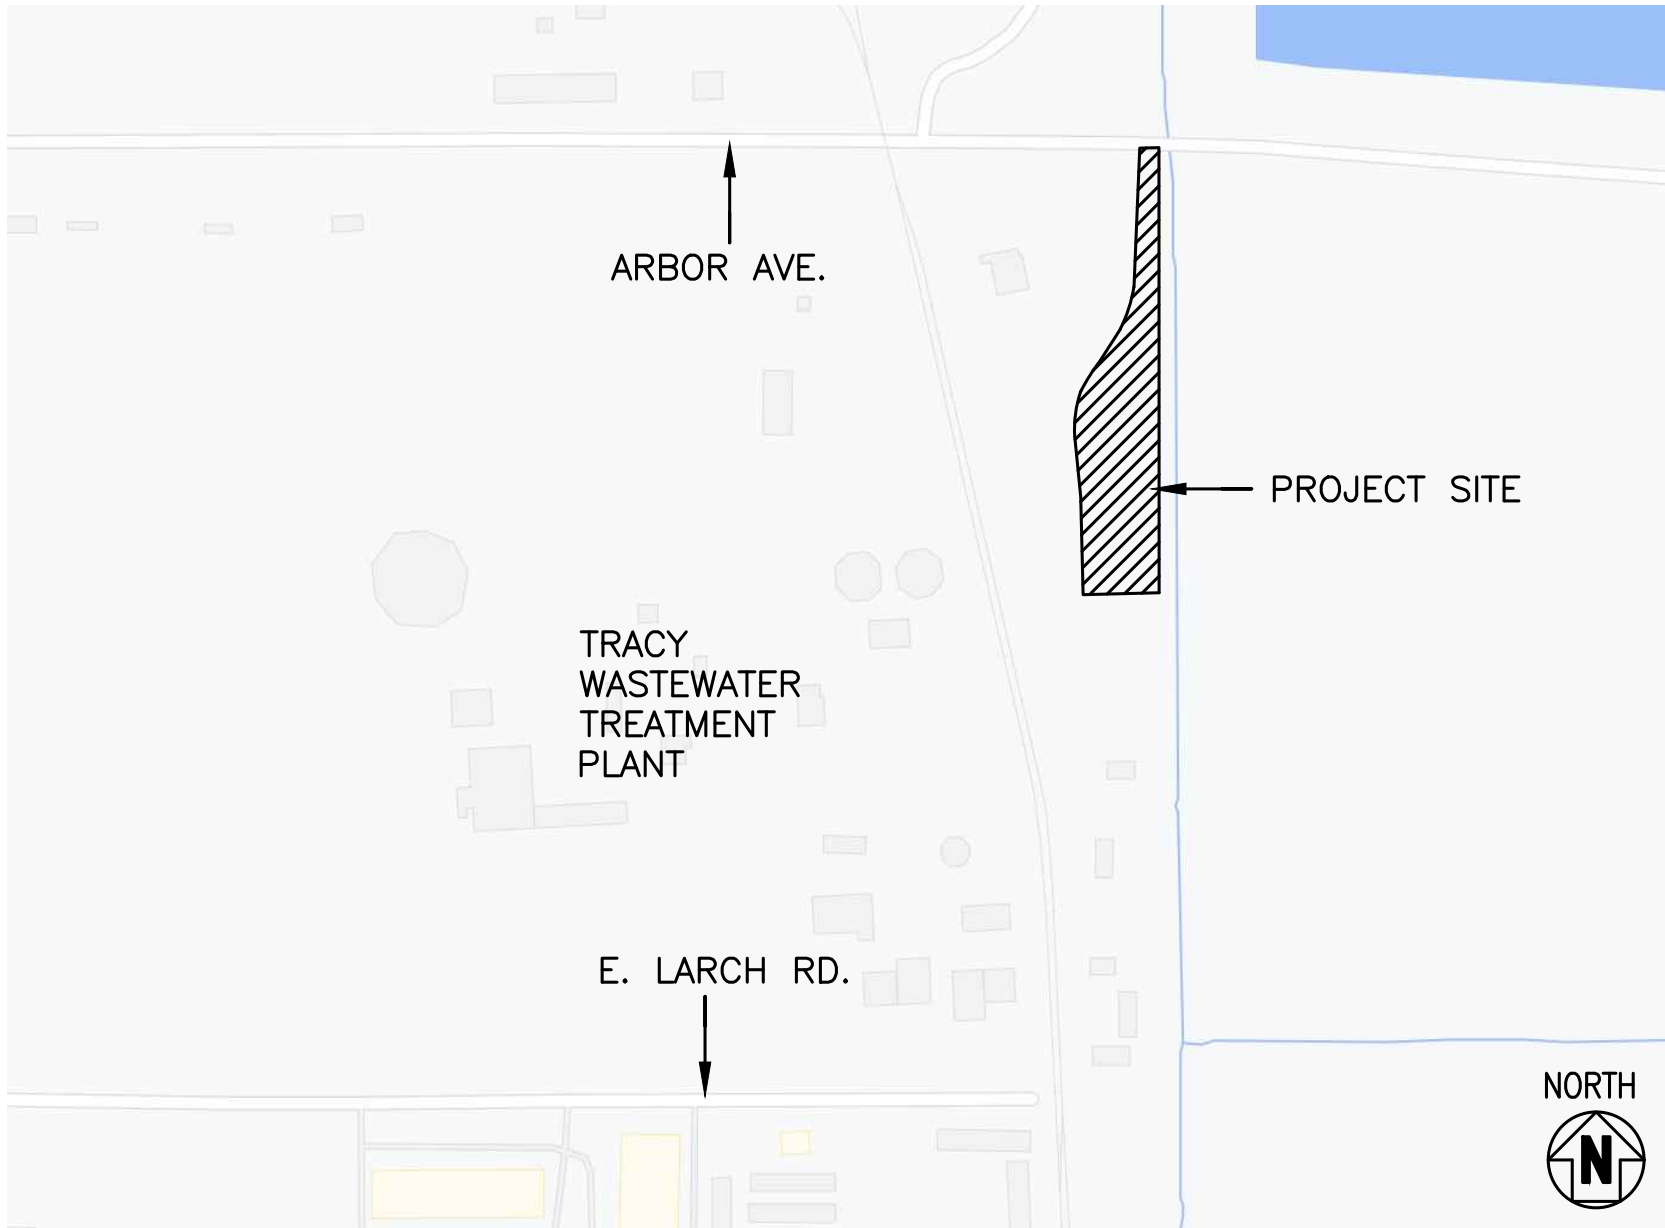 ARBOR AVE.
PROJECT SITE
TRACY
WASTEWATER
TREATMENT
PLANT
E. LARCH RD.
NORTH
N